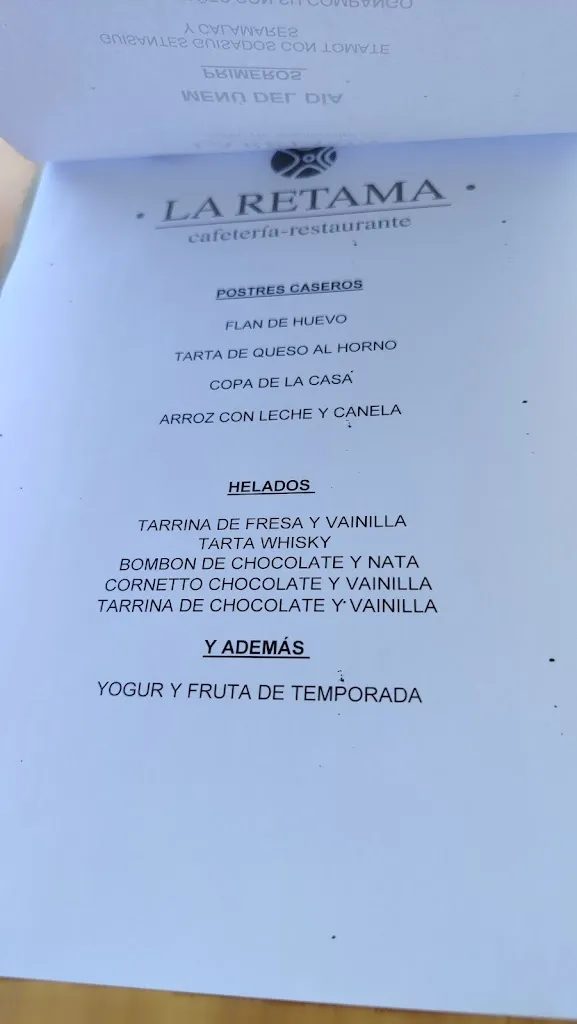 GUISANTES GUISADOS CON TOMATE
Y CALAMARES
PRIMEROS
MENÚ DEL DÍA
• LA RETAMA •
cafetería-restaurante
POSTRES CASEROS
FLAN DE HUEVO
TARTA DE QUESO AL HORNO
COPA DE LA CASA
ARROZ CON LECHE Y CANELA
HELADOS
TARRINA DE FRESA Y VAINILLA
TARTA WHISKY
BOMBON DE CHOCOLATE Y NATA
CORNETTO CHOCOLATE Y VAINILLA
TARRINA DE CHOCOLATE Y VAINILLA
Y ADEMÁS
YOGUR Y FRUTA DE TEMPORADA